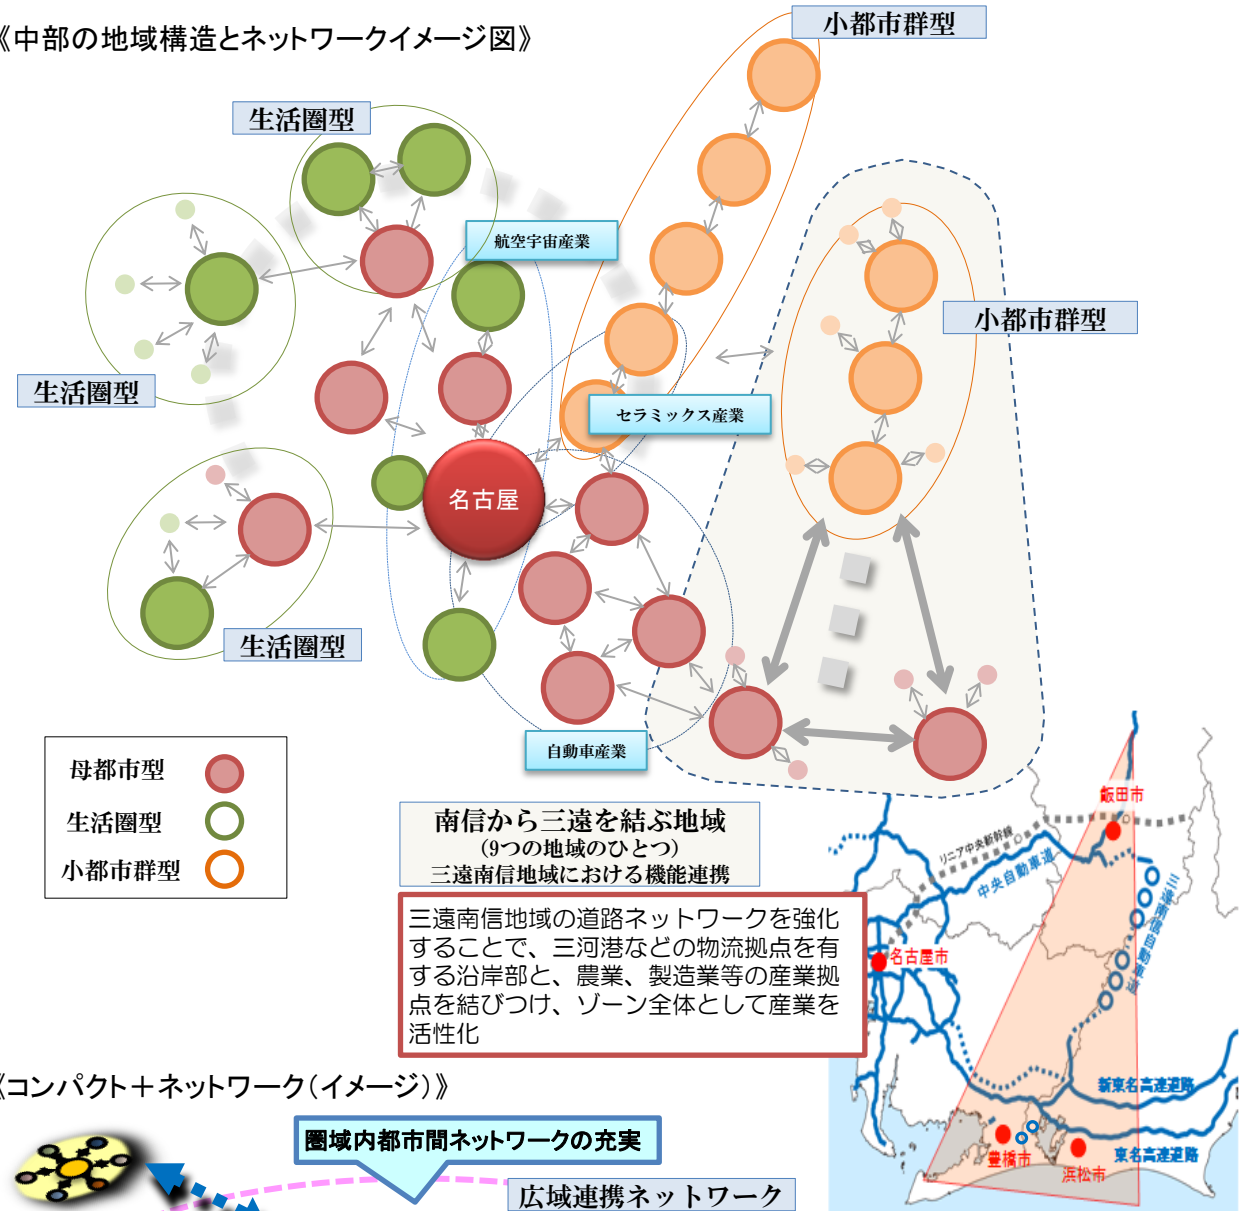 《中部の地域構造とネットワークイメージ図》
小都市群型
生活圏型
航空宇宙産業
小都市群型
生活圏型
セラミックス産業
名古屋
生活圏型
自動車産業
母都市型
生活圏型
小都市群型
南信から三遠を結ぶ地域
(9つの地域のひとつ)
三遠南信地域における機能連携
三遠南信地域の道路ネットワークを強化
することで、三河港などの物流拠点を有
する沿岸部と、農業、製造業等の産業拠
点を結びつけ、ゾーン全体として産業を
活性化
飯田市
リニア中央新幹線
中央自動車道
三遠南信自動車道
名古屋市
新東名高速道路
東名高速道路
豊橋市
浜松市
《コンパクト＋ネットワーク(イメージ)》
圏域内都市間ネットワークの充実
広域連携ネットワーク